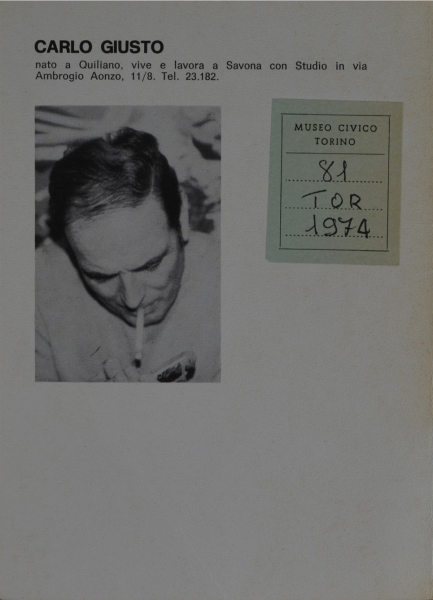 CARLO GIUSTO
nato a Quiliano, vive e lavora a Savona con Studio in via
Ambrogio Aonzo, 11/8. Tel. 23.182.
MUSEO CIVICO
TORINO
81
TOR
1974